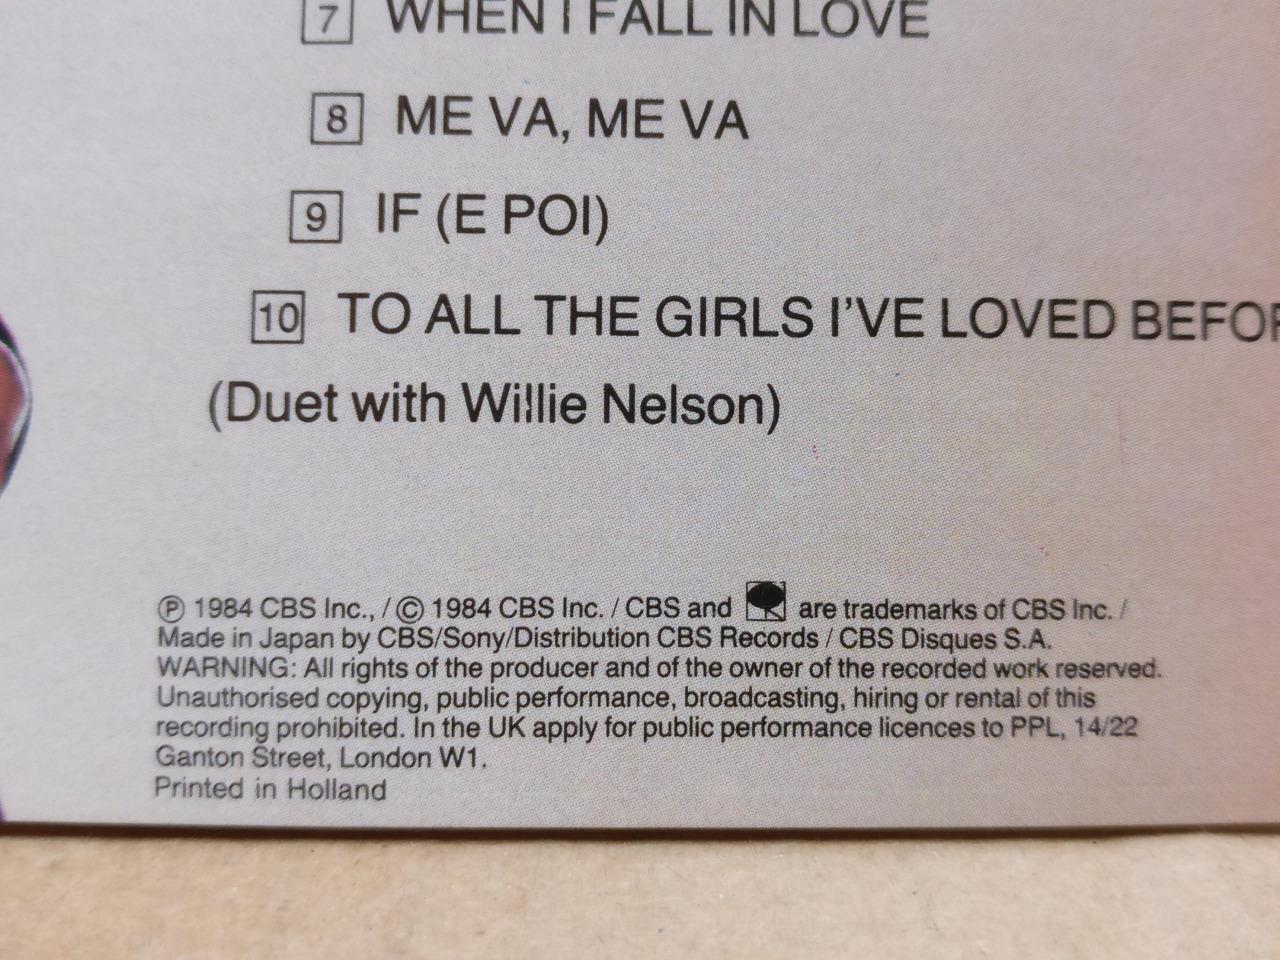 7 WHEN I FALL IN LOVE
8 ME VA, ME VA
9 IF (E POI)
10 TO ALL THE GIRLS I'VE LOVED BEFOR
(Duet with Willie Nelson)
℗ 1984 CBS Inc., / © 1984 CBS Inc. / CBS and are trademarks of CBS Inc. /
Made in Japan by CBS/Sony/Distribution CBS Records / CBS Disques S.A.
WARNING: All rights of the producer and of the owner of the recorded work reserved.
Unauthorised copying, public performance, broadcasting, hiring or rental of this
recording prohibited. In the UK apply for public performance licences to PPL, 14/22
Ganton Street, London W1.
Printed in Holland